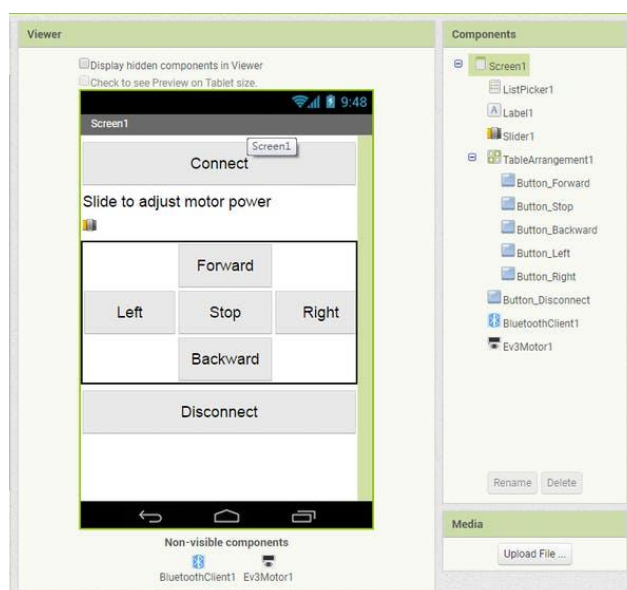 Viewer
Display hidden components in Viewer
Check to see Preview on Tablet size.
9:48
Screen1
Screen1
Connect
Slide to adjust motor power
Forward
Left Stop Right
Backward
Disconnect
Non-visible components
BluetoothClient1 Ev3Motor1
Components
Screen1
ListPicker1
A Label1
Slider1
TableArrangement1
Button_Forward
Button_Stop
Button_Backward
Button_Left
Button_Right
Button_Disconnect
BluetoothClient1
Ev3Motor1
Rename Delete
Media
Upload File ...